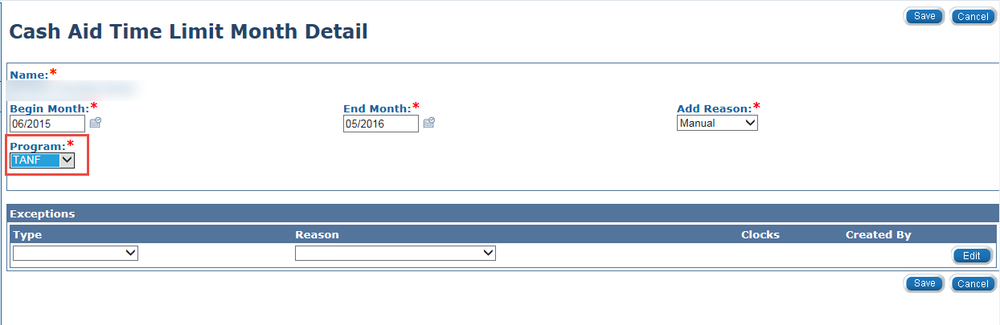 Save Cancel
Cash Aid Time Limit Month Detail
Name:*
Begin Month:* End Month:* Add Reason:*
06/2015 05/2016 Manual
Program:*
TANF
Exceptions
Type Reason Clocks Created By
Edit
Save Cancel